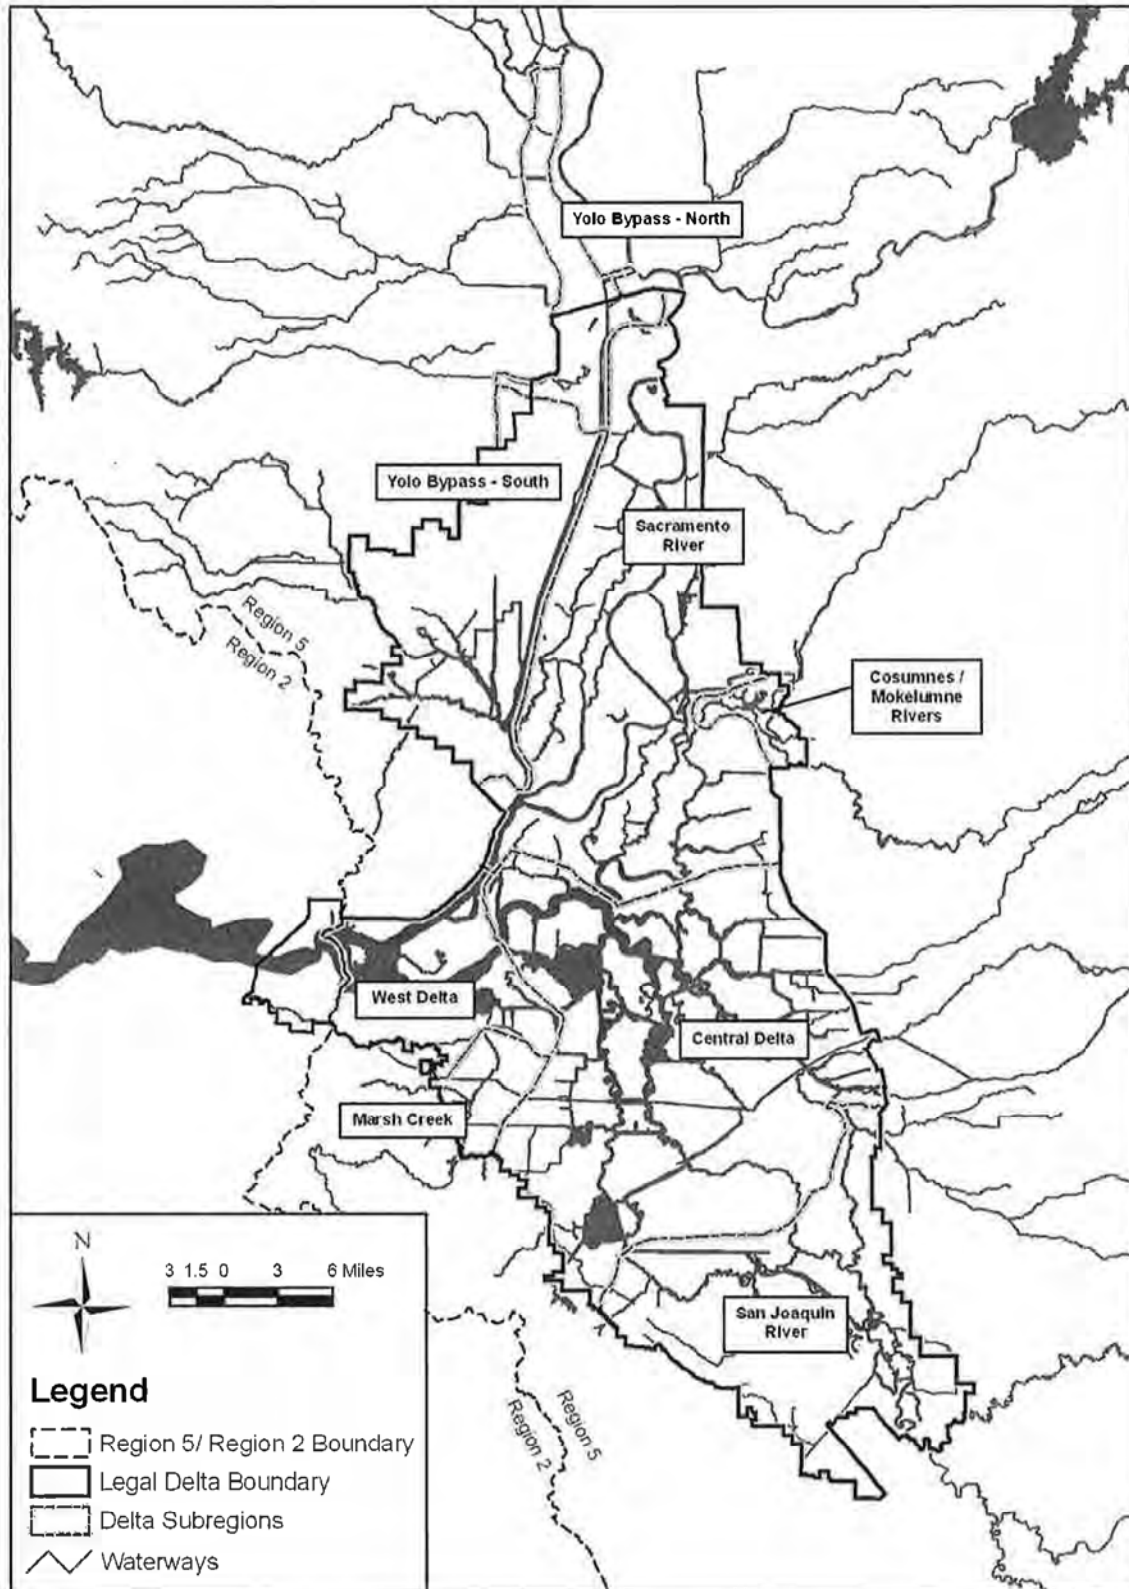 Yolo Bypass - North
Yolo Bypass - South
Sacramento
River
Region 5
Region 2
Cosumnes /
Mokelumne
Rivers
West Delta
Central Delta
Marsh Creek
San Joaquin
River
Region 5
Region 2
N
3 1.5 0 3 6 Miles
Legend
Region 5/ Region 2 Boundary
Legal Delta Boundary
Delta Subregions
Waterways